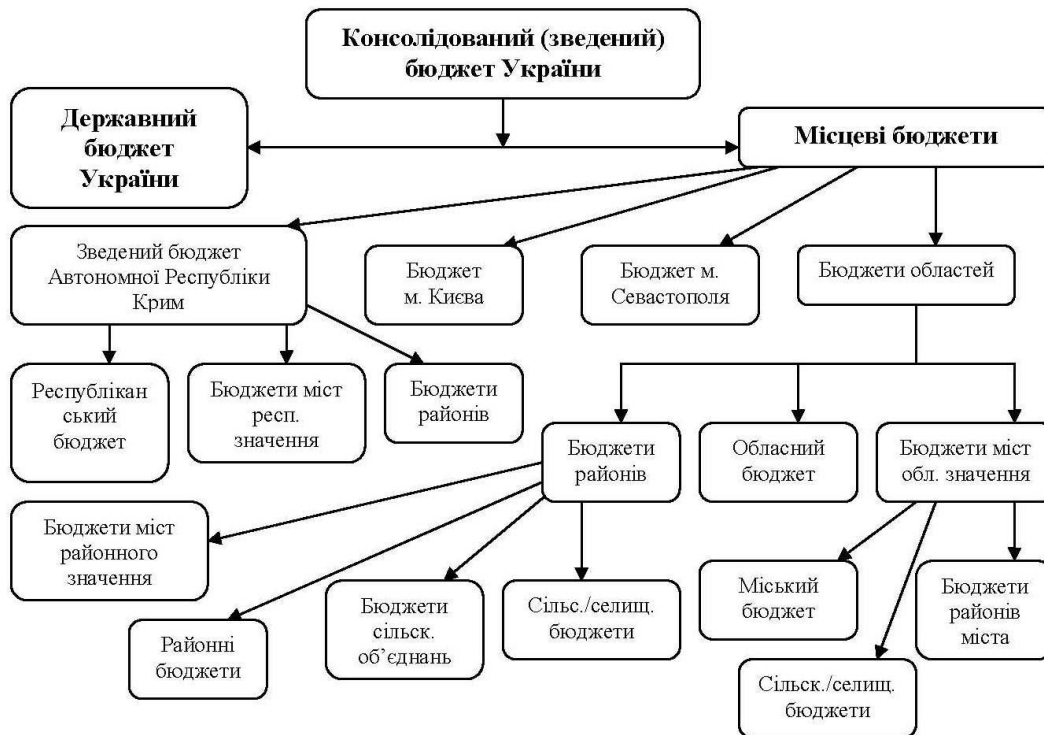 Консолідований (зведений)
бюджет України
Державний
бюджет
України
Місцеві бюджети
Зведений бюджет
Автономної Республіки
Крим
Бюджет
м. Києва
Бюджет м.
Севастополя
Бюджети областей
Республікан
ський
бюджет
Бюджети міст
респ.
значення
Бюджети
районів
Бюджети
районів
Обласний
бюджет
Бюджети міст
обл. значення
Бюджети міст
районного
значення
Районні
бюджети
Бюджети
сільск.
об’єднань
Сільс./селищ.
бюджети
Міський
бюджет
Бюджети
районів
міста
Сільск./селищ.
бюджети